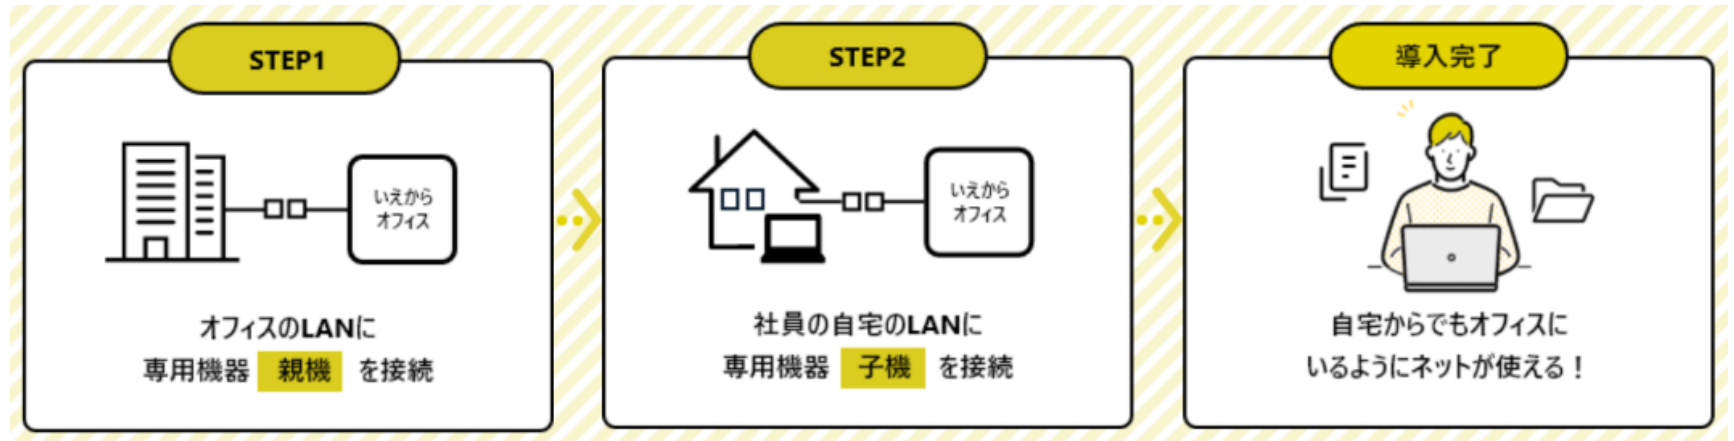 STEP1
いえから
オフィス
オフィスのLANに
専用機器 親機 を接続
STEP2
いえから
オフィス
社員の自宅のLANに
専用機器 子機 を接続
導入完了
自宅からでもオフィスに
いるようにネットが使える！